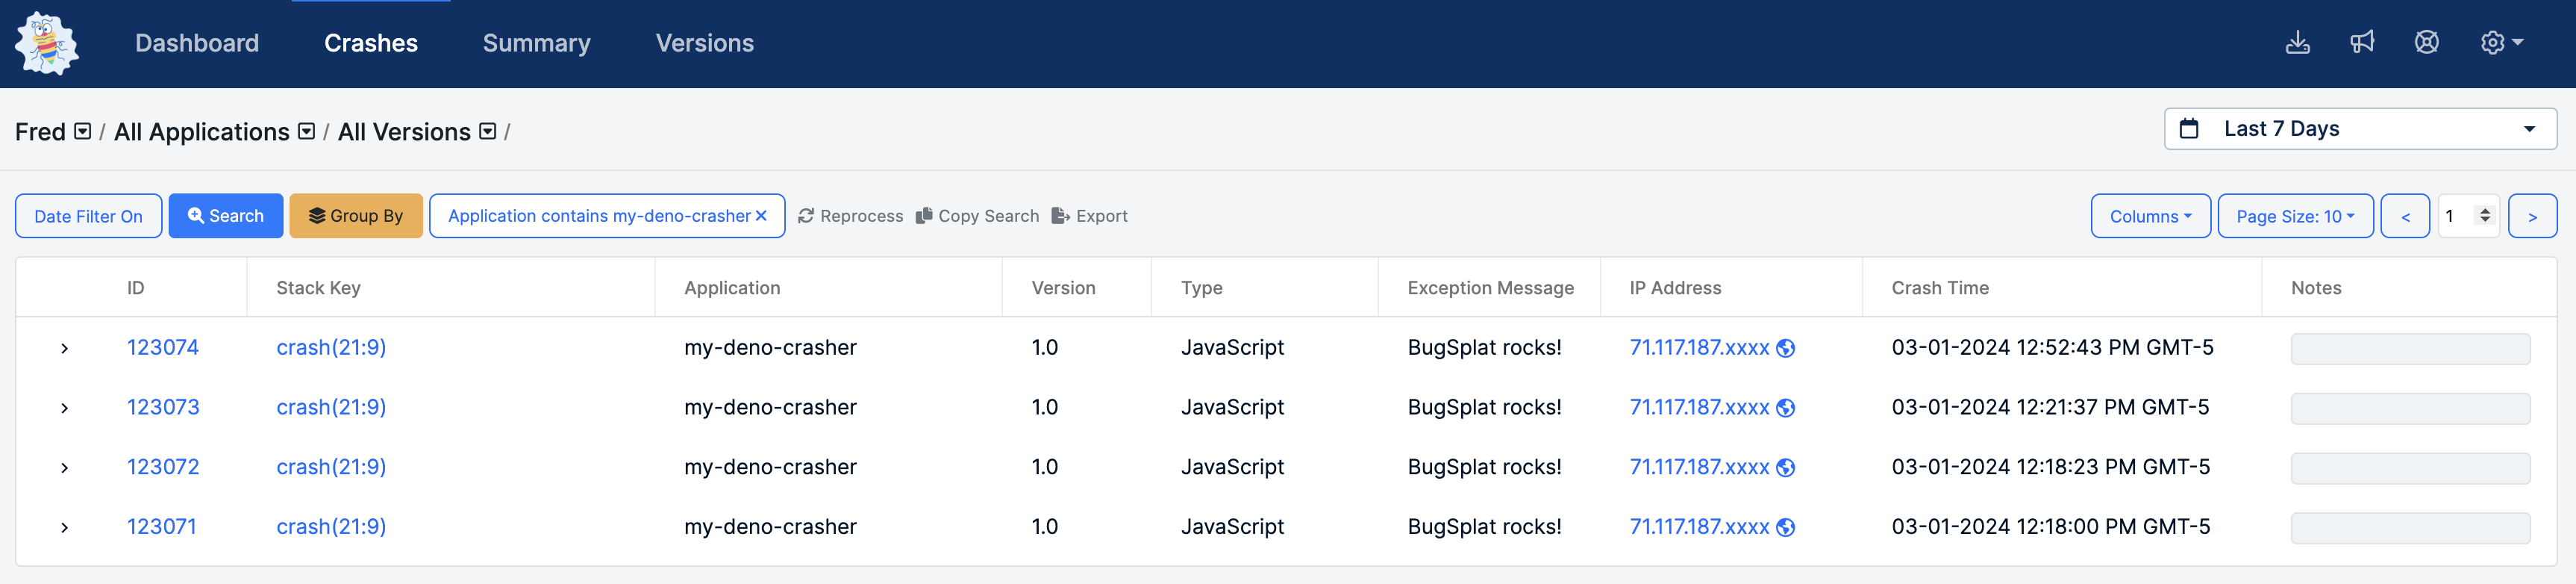 Dashboard Crashes Summary Versions
Fred / All Applications / All Versions / Last 7 Days
Date Filter On Search Group By Application contains my-deno-crasher × Reprocess Copy Search Export Columns Page Size: 10 < 1 >
ID Stack Key Application Version Type Exception Message IP Address Crash Time Notes
123074 crash(21:9) my-deno-crasher 1.0 JavaScript BugSplat rocks! 71.117.187.xxxx 03-01-2024 12:52:43 PM GMT-5
123073 crash(21:9) my-deno-crasher 1.0 JavaScript BugSplat rocks! 71.117.187.xxxx 03-01-2024 12:21:37 PM GMT-5
123072 crash(21:9) my-deno-crasher 1.0 JavaScript BugSplat rocks! 71.117.187.xxxx 03-01-2024 12:18:23 PM GMT-5
123071 crash(21:9) my-deno-crasher 1.0 JavaScript BugSplat rocks! 71.117.187.xxxx 03-01-2024 12:18:00 PM GMT-5